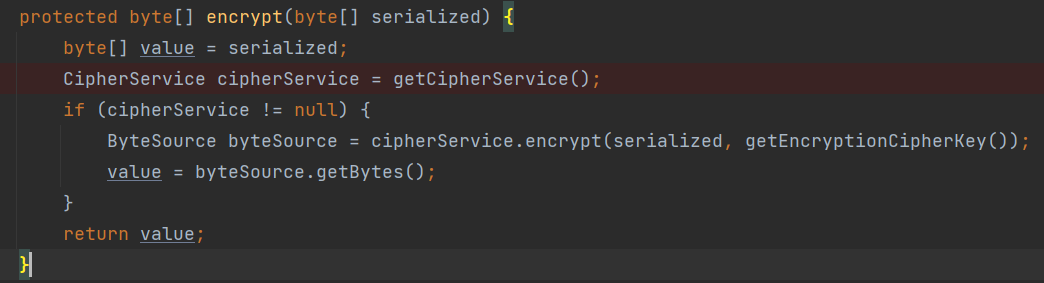 protected byte[] encrypt(byte[] serialized) {
    byte[] value = serialized;
    CipherService cipherService = getCipherService();
    if (cipherService != null) {
        ByteSource byteSource = cipherService.encrypt(serialized, getEncryptionCipherKey());
        value = byteSource.getBytes();
    }
    return value;
}